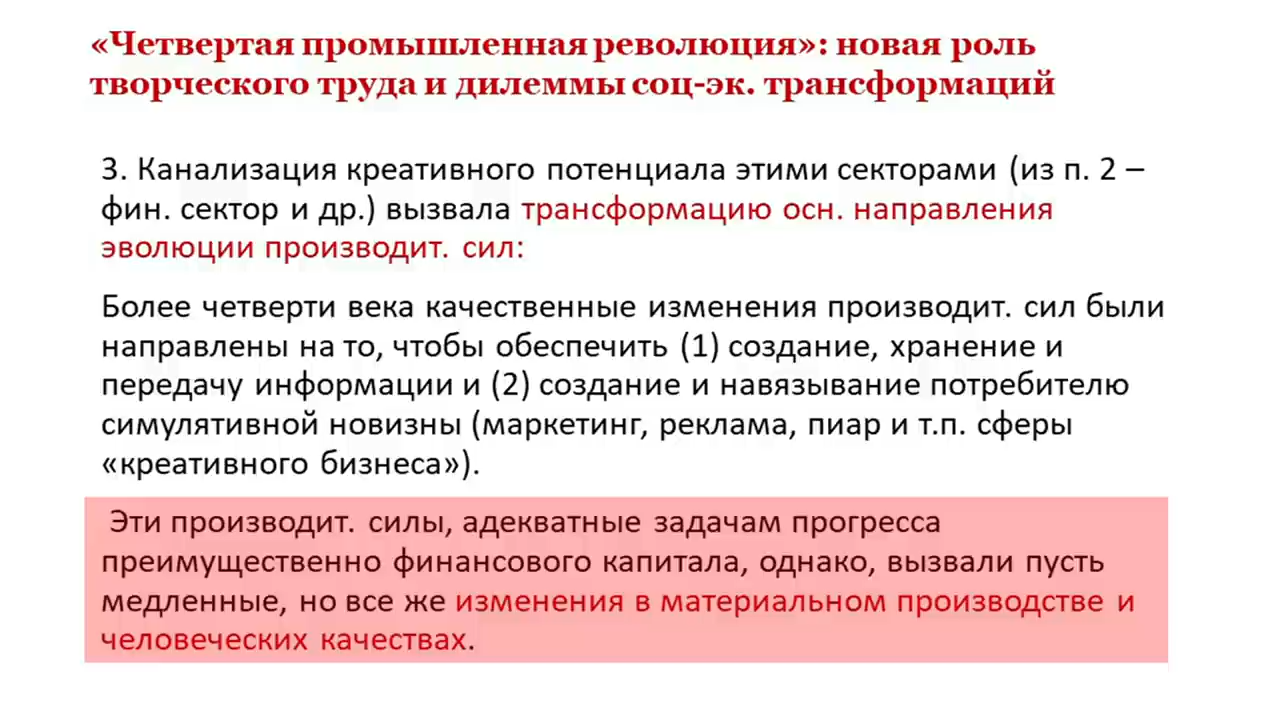 «Четвертая промышленная революция»: новая роль
творческого труда и дилеммы соц-эк. трансформаций
3. Канализация креативного потенциала этими секторами (из п. 2 –
фин. сектор и др.) вызвала трансформацию осн. направления
эволюции производит. сил:
Более четверти века качественные изменения производит. сил были
направлены на то, чтобы обеспечить (1) создание, хранение и
передачу информации и (2) создание и навязывание потребителю
симулятивной новизны (маркетинг, реклама, пиар и т.п. сферы
«креативного бизнеса»).
Эти производит. силы, адекватные задачам прогресса
преимущественно финансового капитала, однако, вызвали пусть
медленные, но все же изменения в материальном производстве и
человеческих качествах.